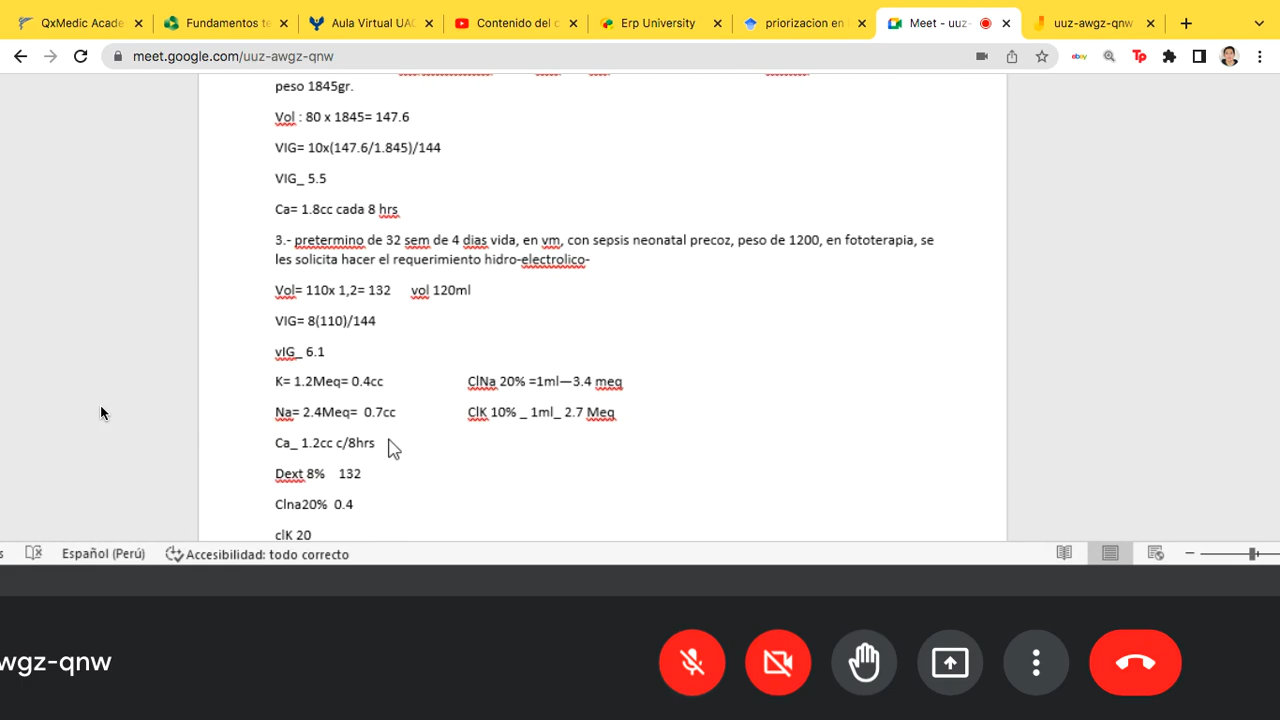 QxMedic Acade
Fundamentos te
Aula Virtual UAC
Contenido del c
Erp University
priorizacion en
Meet - uuz-
uuz-awgz-qnw
meet.google.com/uuz-awgz-qnw
ebay
Tp
peso 1845gr.
Vol : 80 x 1845= 147.6
VIG= 10x(147.6/1.845)/144
VIG_ 5.5
Ca= 1.8cc cada 8 hrs
3.- pretermino de 32 sem de 4 dias vida, en vm, con sepsis neonatal precoz, peso de 1200, en fototerapia, se
les solicita hacer el requerimiento hidro-electrolico-
Vol= 110x 1,2= 132 vol 120ml
VIG= 8(110)/144
vIG_ 6.1
K= 1.2Meq= 0.4cc ClNa 20% =1ml—3.4 meq
Na= 2.4Meq= 0.7cc ClK 10% _ 1ml_ 2.7 Meq
Ca_ 1.2cc c/8hrs
Dext 8% 132
Clna20% 0.4
clK 20
s Español (Perú) Accesibilidad: todo correcto
wgz-qnw